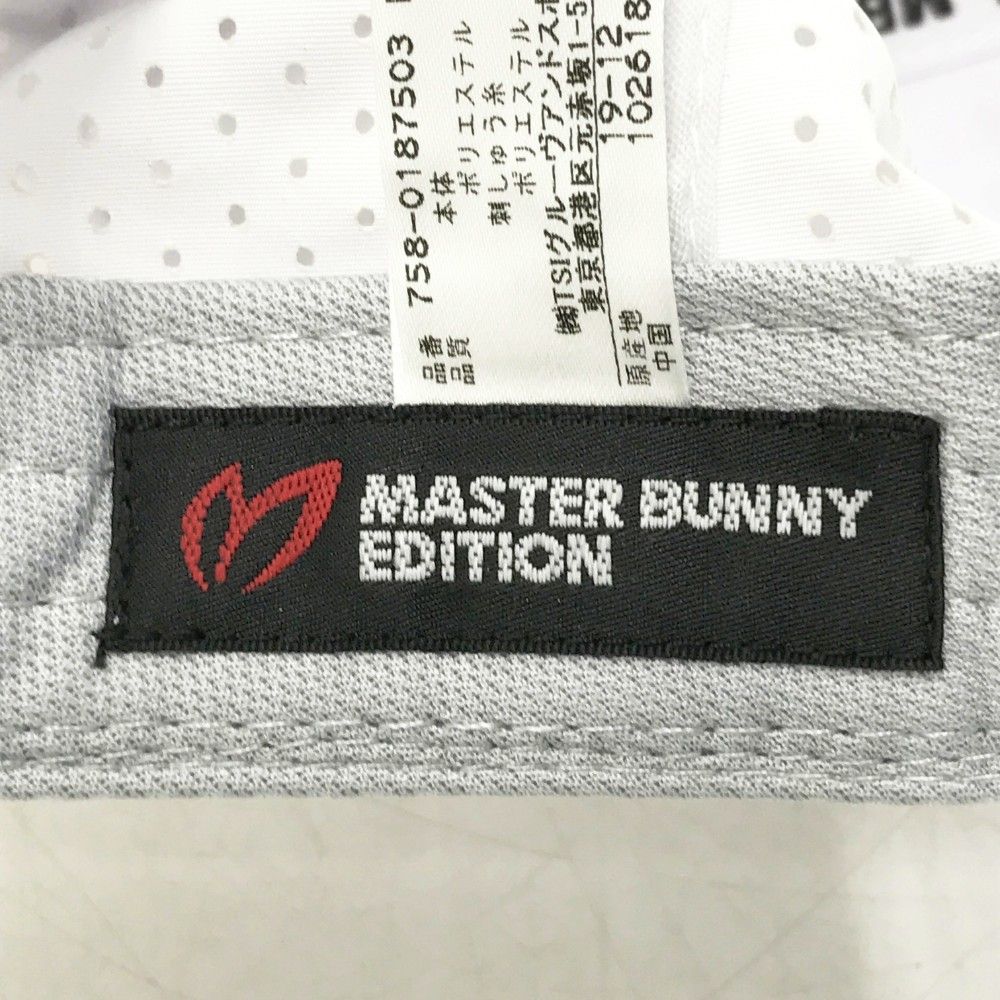 品番 758-0187503
品質 本体
ポリエステル
刺しゅう糸
ポリエステル
㈱TSIグルーヴアンドスポ
東京都港区元赤坂1-5
原産地 19-12
中国 102618
MASTER BUNNY
EDITION